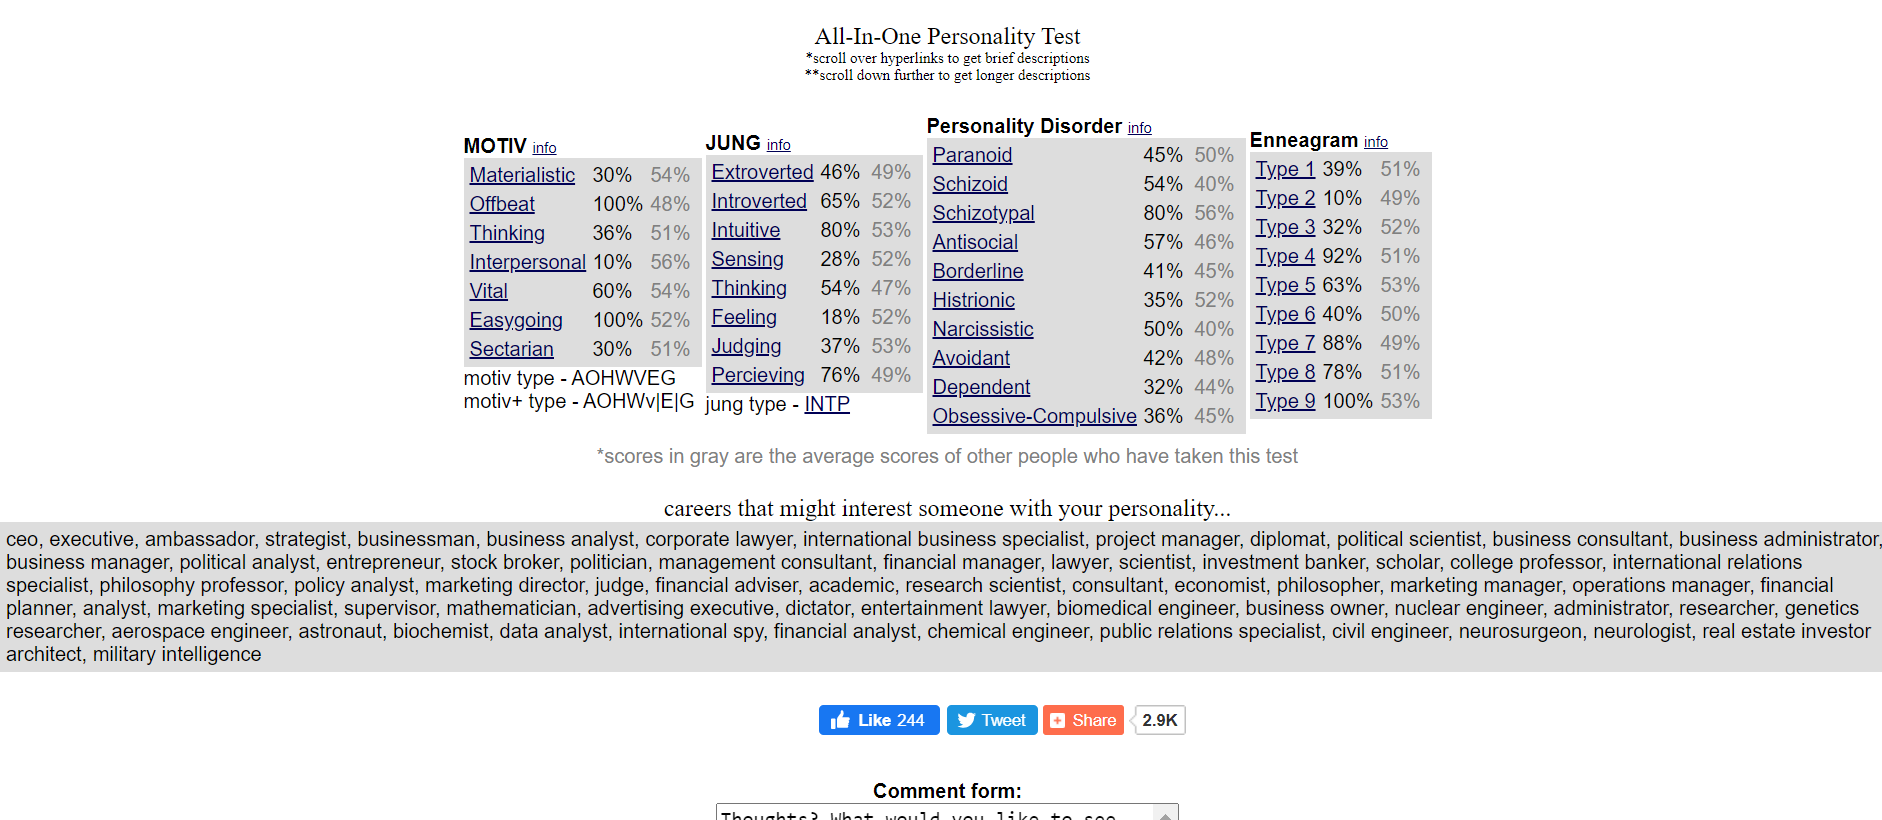 All-In-One Personality Test
*scroll over hyperlinks to get brief descriptions
**scroll down further to get longer descriptions
MOTIV info
Materialistic 30% 54%
Offbeat 100% 48%
Thinking 36% 51%
Interpersonal 10% 56%
Vital 60% 54%
Easygoing 100% 52%
Sectarian 30% 51%
motiv type - AOHWVEG
motiv+ type - AOHWv|E|G
JUNG info
Extroverted 46% 49%
Introverted 65% 52%
Intuitive 80% 53%
Sensing 28% 52%
Thinking 54% 47%
Feeling 18% 52%
Judging 37% 53%
Percieving 76% 49%
jung type - INTP
Personality Disorder info
Paranoid 45% 50%
Schizoid 54% 40%
Schizotypal 80% 56%
Antisocial 57% 46%
Borderline 41% 45%
Histrionic 35% 52%
Narcissistic 50% 40%
Avoidant 42% 48%
Dependent 32% 44%
Obsessive-Compulsive 36% 45%
Enneagram info
Type 1 39% 51%
Type 2 10% 49%
Type 3 32% 52%
Type 4 92% 51%
Type 5 63% 53%
Type 6 40% 50%
Type 7 88% 49%
Type 8 78% 51%
Type 9 100% 53%
*scores in gray are the average scores of other people who have taken this test
careers that might interest someone with your personality...
ceo, executive, ambassador, strategist, businessman, business analyst, corporate lawyer, international business specialist, project manager, diplomat, political scientist, business consultant, business administrator,
business manager, political analyst, entrepreneur, stock broker, politician, management consultant, financial manager, lawyer, scientist, investment banker, scholar, college professor, international relations
specialist, philosophy professor, policy analyst, marketing director, judge, financial adviser, academic, research scientist, consultant, economist, philosopher, marketing manager, operations manager, financial
planner, analyst, marketing specialist, supervisor, mathematician, advertising executive, dictator, entertainment lawyer, biomedical engineer, business owner, nuclear engineer, administrator, researcher, genetics
researcher, aerospace engineer, astronaut, biochemist, data analyst, international spy, financial analyst, chemical engineer, public relations specialist, civil engineer, neurosurgeon, neurologist, real estate investor
architect, military intelligence
Like 244 Tweet Share 2.9K
Comment form:
Thoughts? What would you like to see